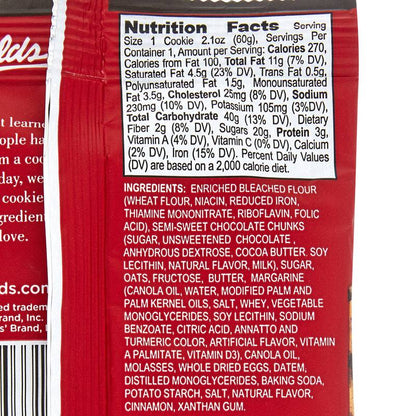 lds
t learne
ople ha
m a coo
day, we
cookie
gredient
love.
ds.com
ed tradem
rand, Inc.
s' Brand, I
Nutrition Facts Serving
Size 1 Cookie 2.1oz (60g), Servings Per
Container 1, Amount per Serving: Calories 270,
Calories from Fat 100, Total Fat 11g (7% DV),
Saturated Fat 4.5g (23% DV), Trans Fat 0.5g,
Polyunsaturated Fat 1.5g, Monounsaturated
Fat 3.5g, Cholesterol 25mg (8% DV), Sodium
230mg (10% DV), Potassium 105mg (3%DV),
Total Carbohydrate 40g (13% DV), Dietary
Fiber 2g (8% DV), Sugars 20g, Protein 3g,
Vitamin A (4% DV), Vitamin C (0% DV), Calcium
(2% DV), Iron (15% DV). Percent Daily Values
(DV) are based on a 2,000 calorie diet.
INGREDIENTS: ENRICHED BLEACHED FLOUR
(WHEAT FLOUR, NIACIN, REDUCED IRON,
THIAMINE MONONITRATE, RIBOFLAVIN, FOLIC
ACID), SEMI-SWEET CHOCOLATE CHUNKS
(SUGAR, UNSWEETENED CHOCOLATE ,
ANHYDROUS DEXTROSE, COCOA BUTTER. SOY
LECITHIN, NATURAL FLAVOR, MILK), SUGAR,
OATS, FRUCTOSE, BUTTER, MARGARINE
(CANOLA OIL, WATER, MODIFIED PALM AND
PALM KERNEL OILS, SALT, WHEY, VEGETABLE
MONOGLYCERIDES, SOY LECITHIN, SODIUM
BENZOATE, CITRIC ACID, ANNATTO AND
TURMERIC COLOR, ARTIFICIAL FLAVOR, VITAMIN
A PALMITATE, VITAMIN D3), CANOLA OIL,
MOLASSES, WHOLE DRIED EGGS, DATEM,
DISTILLED MONOGLYCERIDES, BAKING SODA,
POTATO STARCH, SALT, NATURAL FLAVOR,
CINNAMON, XANTHAN GUM.